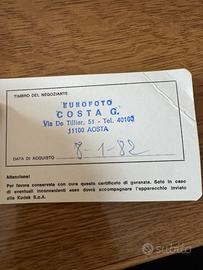 TIMBRO DEL NEGOZIANTE
EUROFOTO
COSTA G.
Via De Tillier, 51 - Tel. 40103
11100 AOSTA
DATA DI ACQUISTO 8-1-82
Attenzione!
Per favore conservate con cura questo certificato di garanzia. Solo in caso
di eventuali inconvenienti esso dovrà accompagnare l'apparecchio inviato
alla Kodak S.p.A.
subito